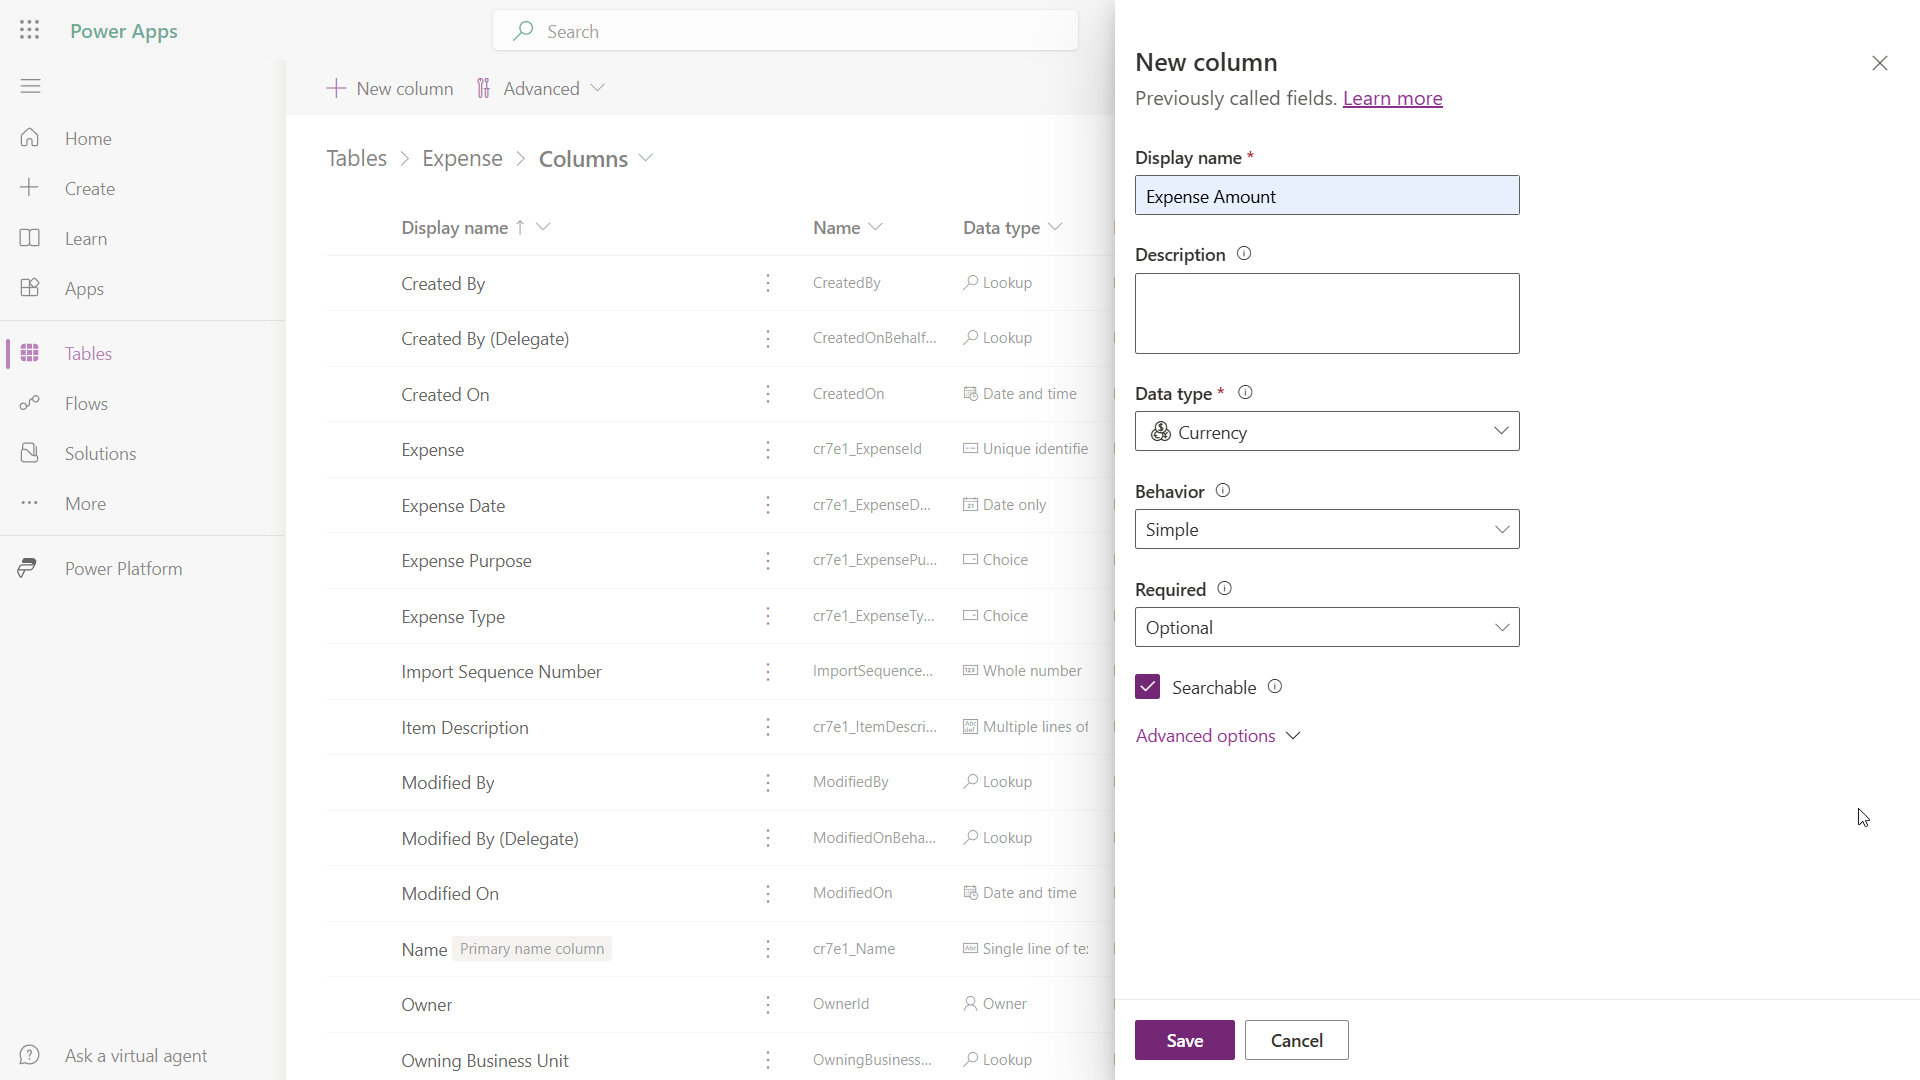 Power Apps
Search
New column
Advanced
Home
Create
Learn
Apps
Tables
Flows
Solutions
More
Power Platform
Ask a virtual agent
Tables > Expense > Columns
Display name ↑ Name Data type
Created By CreatedBy Lookup
Created By (Delegate) CreatedOnBehalf... Lookup
Created On CreatedOn Date and time
Expense cr7e1_ExpenseId Unique identifie
Expense Date cr7e1_ExpenseD... Date only
Expense Purpose cr7e1_ExpensePu... Choice
Expense Type cr7e1_ExpenseTy... Choice
Import Sequence Number ImportSequence... Whole number
Item Description cr7e1_ItemDescri... Multiple lines of
Modified By ModifiedBy Lookup
Modified By (Delegate) ModifiedOnBeha... Lookup
Modified On ModifiedOn Date and time
Name Primary name column cr7e1_Name Single line of te
Owner OwnerId Owner
Owning Business Unit OwningBusiness... Lookup
New column
Previously called fields. Learn more
Display name *
Expense Amount
Description
Data type *
Currency
Behavior
Simple
Required
Optional
Searchable
Advanced options
Save Cancel